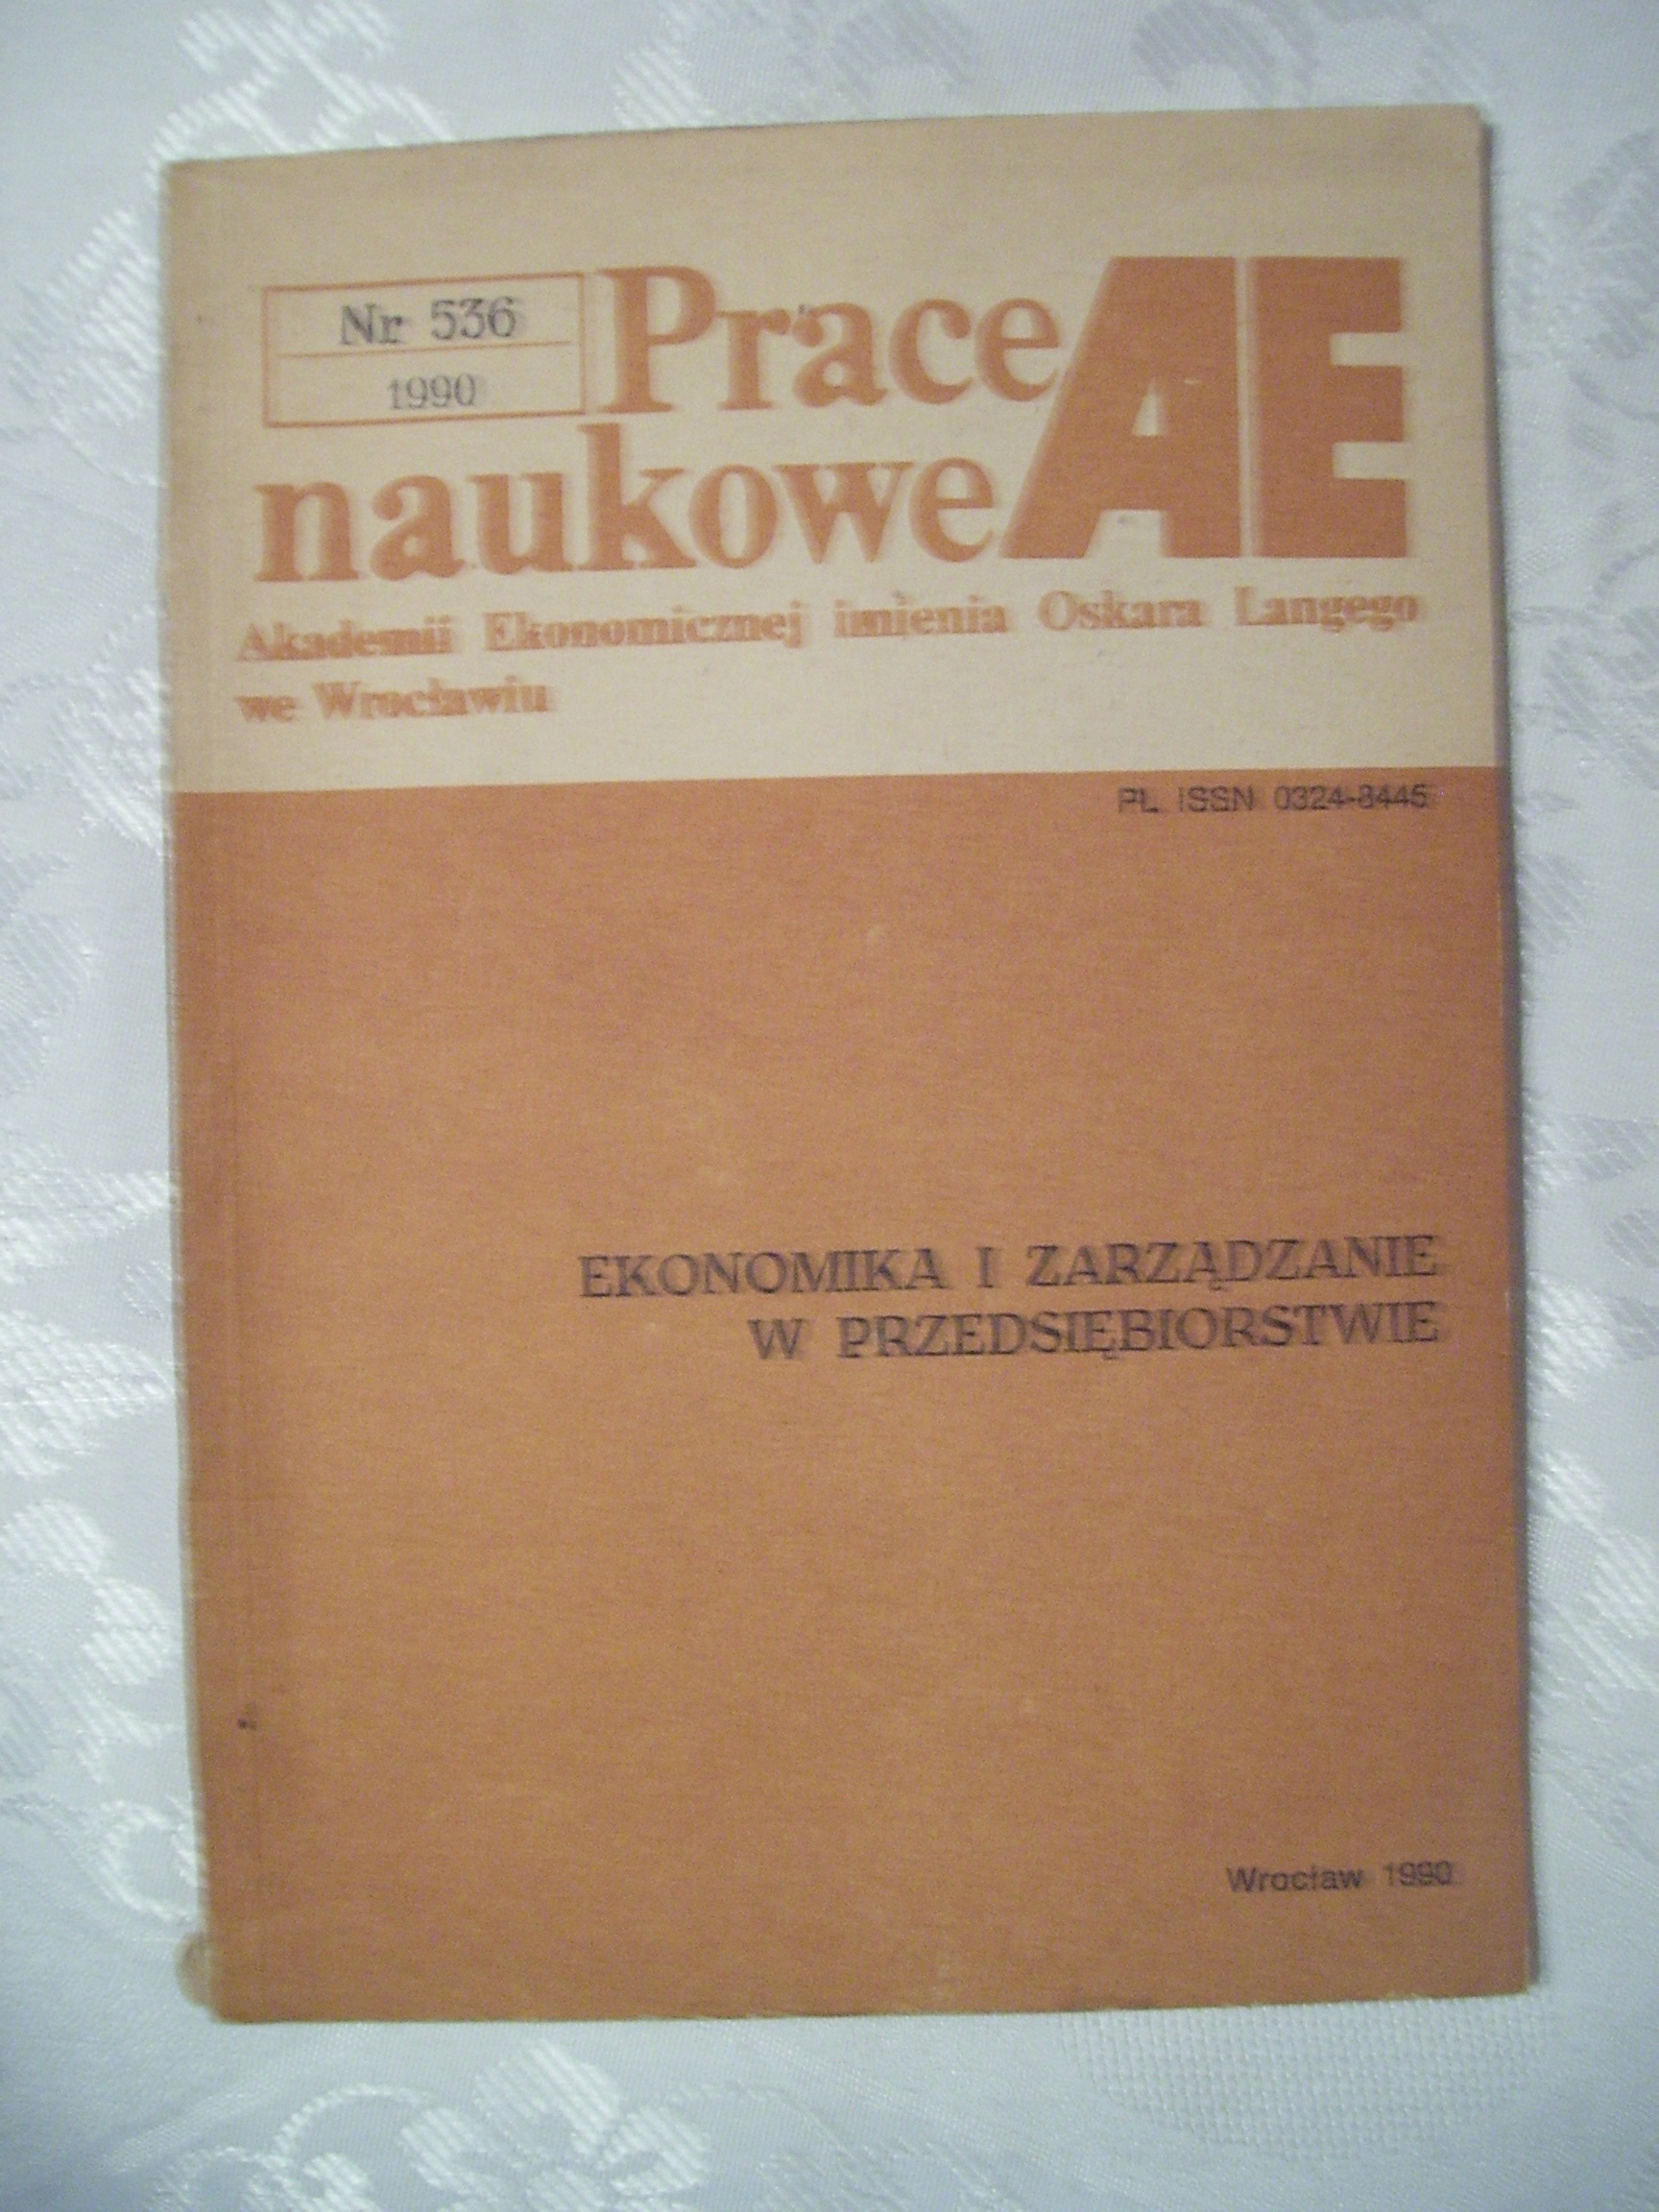 Nr 536
1990
Prace
naukowe
AE
Akademii Ekonomicznej imienia Oskara Langego
we Wrocławiu
PL ISSN 0324-8445
EKONOMIKA I ZARZĄDZANIE
W PRZEDSIĘBIORSTWIE
Wrocław 1990